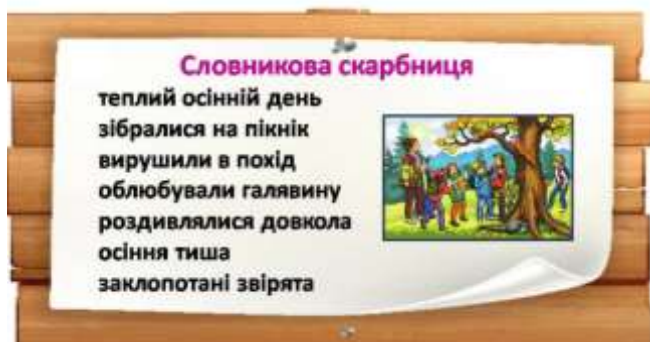 Словникова скарбниця
теплий осінній день
зібралися на пікнік
вирушили в похід
облюбували галявину
роздивлялися довкола
осіння тиша
заклопотані звірята